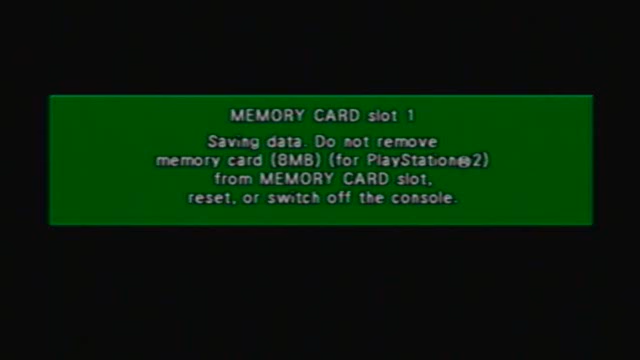 MEMORY CARD slot 1
Saving data. Do not remove
memory card (8MB) (for PlayStation®2)
from MEMORY CARD slot,
reset, or switch off the console.